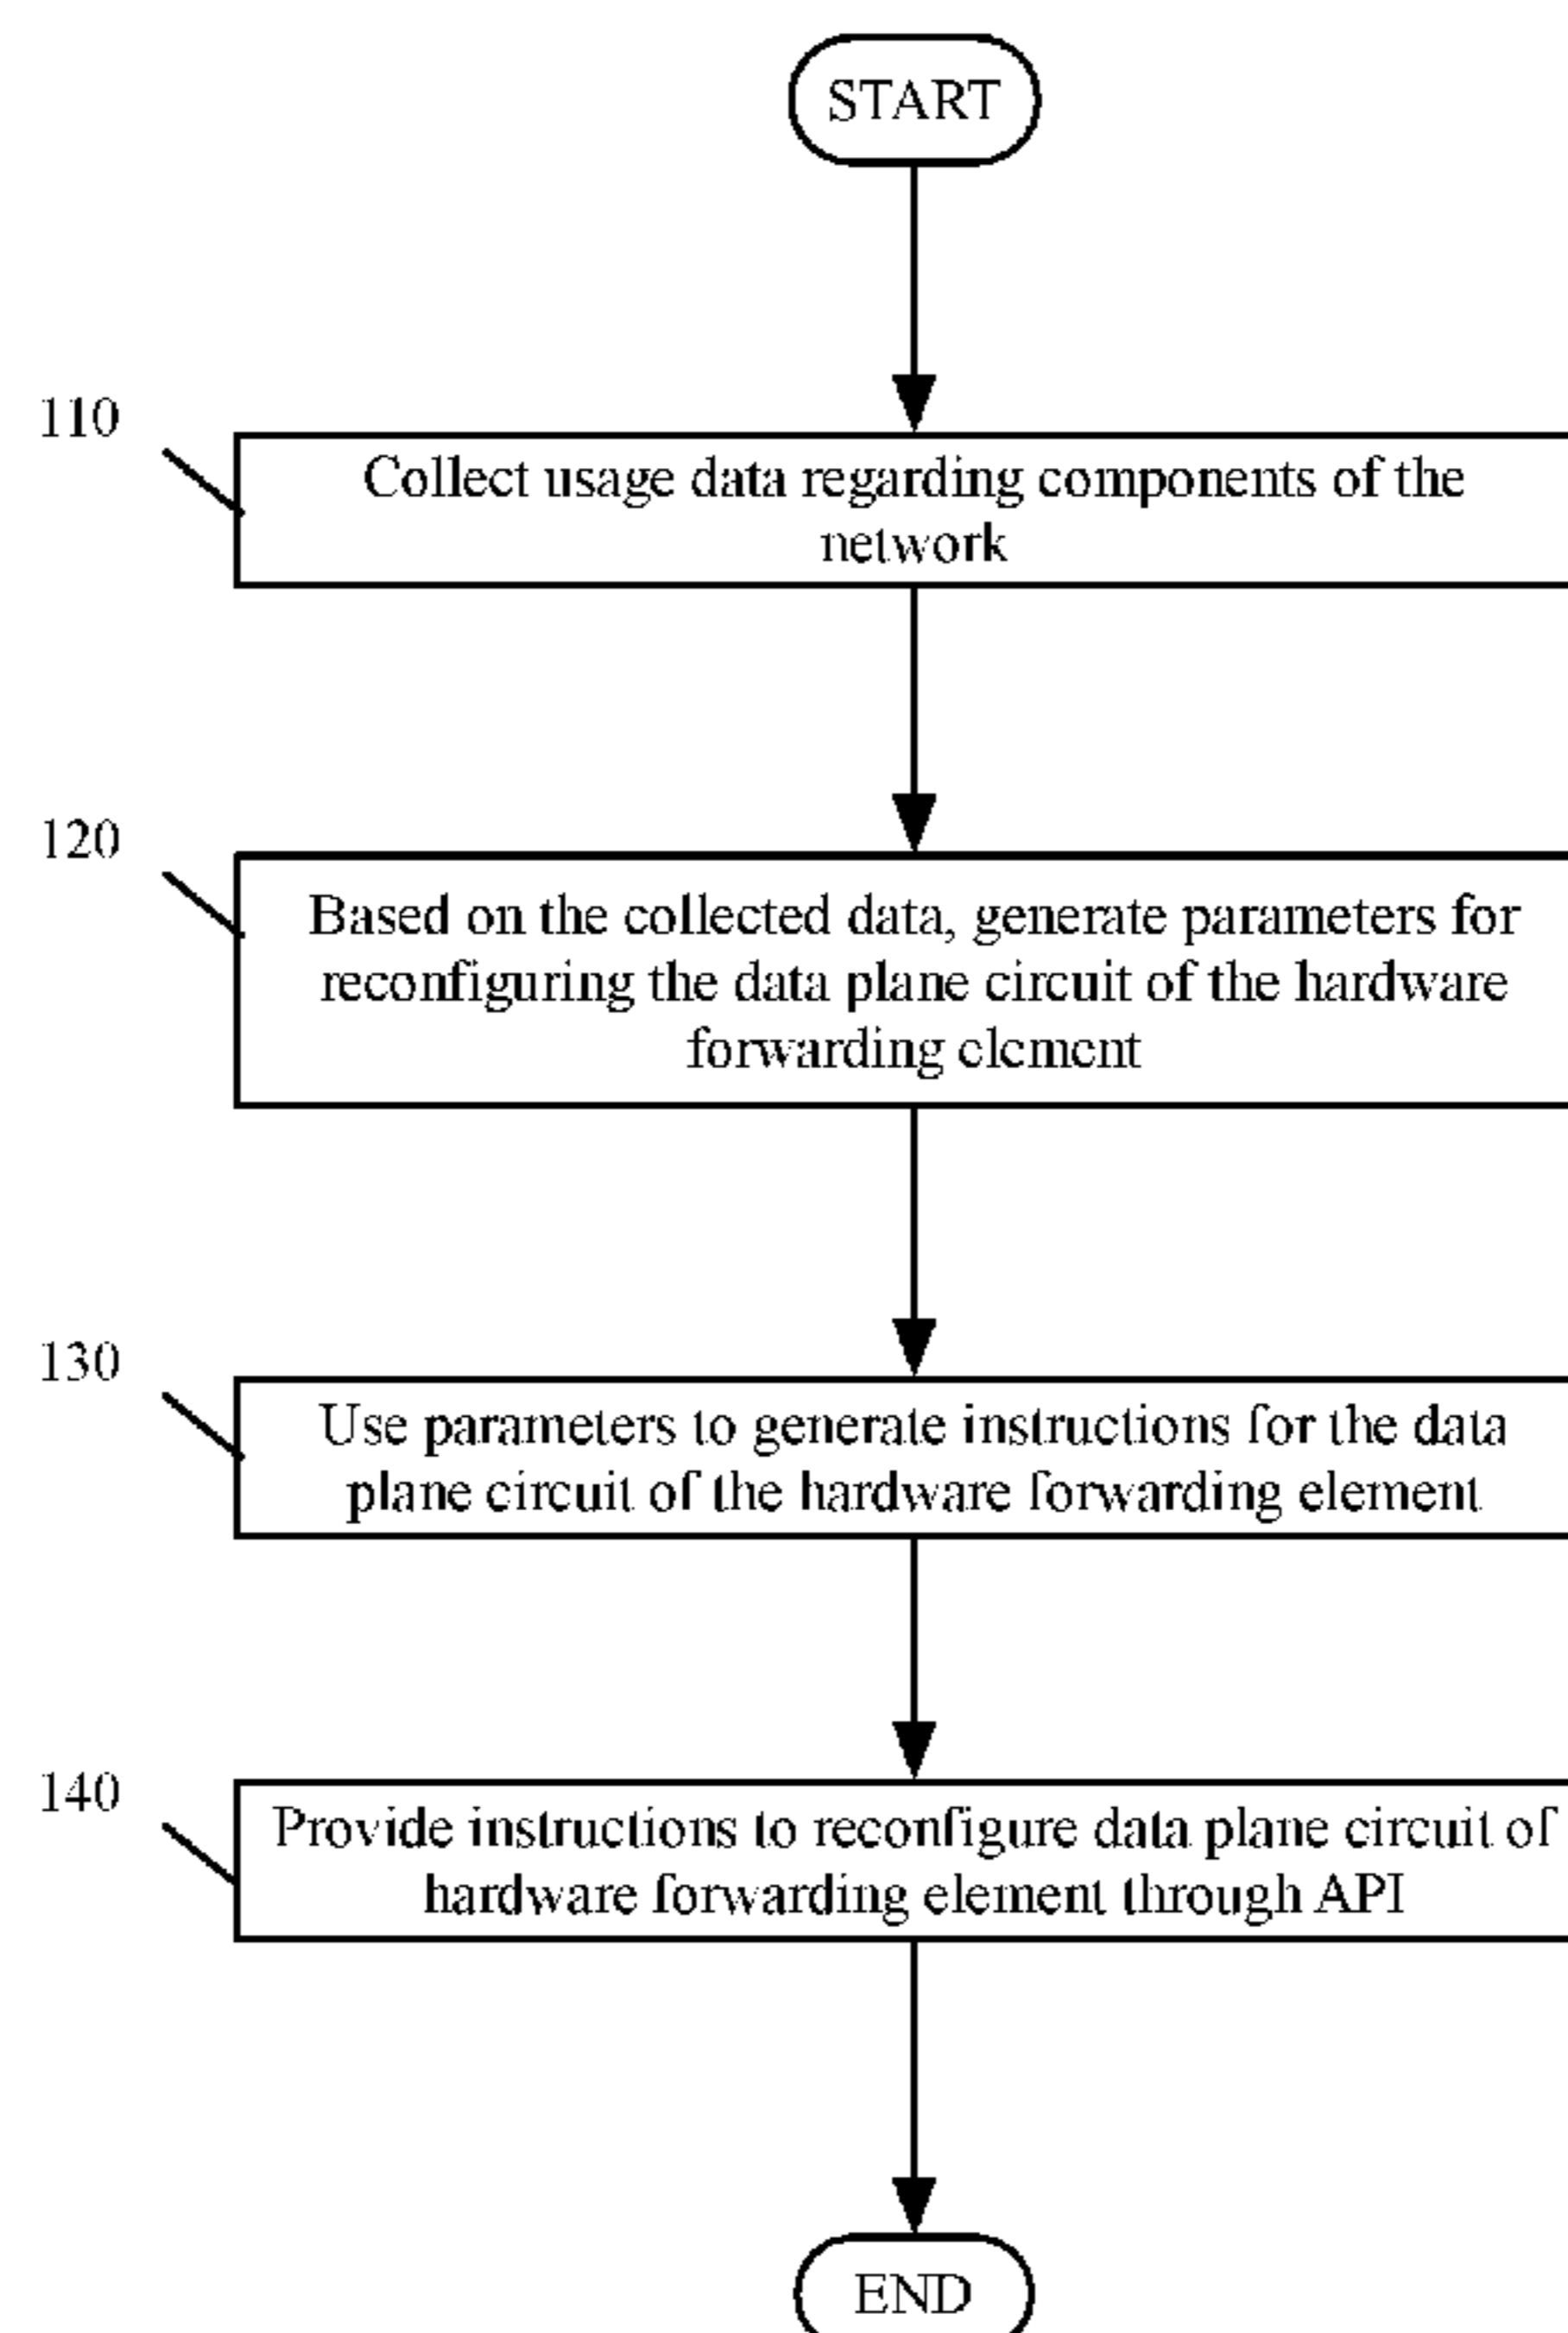 START
110
Collect usage data regarding components of the
network
120
Based on the collected data, generate parameters for
reconfiguring the data plane circuit of the hardware
forwarding element
130
Use parameters to generate instructions for the data
plane circuit of the hardware forwarding element
140
Provide instructions to reconfigure data plane circuit of
hardware forwarding element through API
END